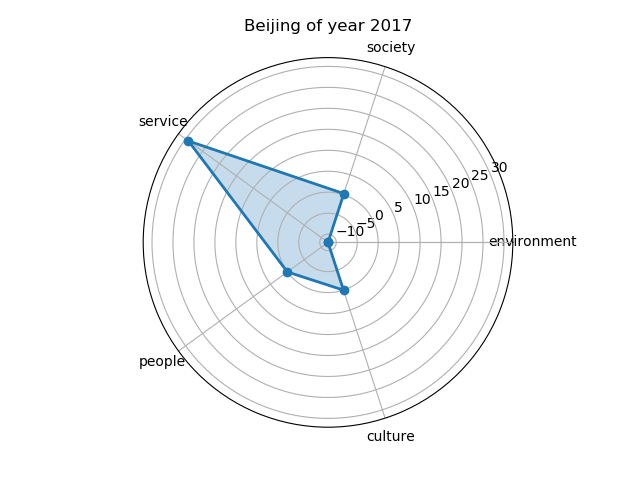 Beijing of year 2017
society
service
30
25
20
15
10
5
0
−5
−10
environment
people
culture